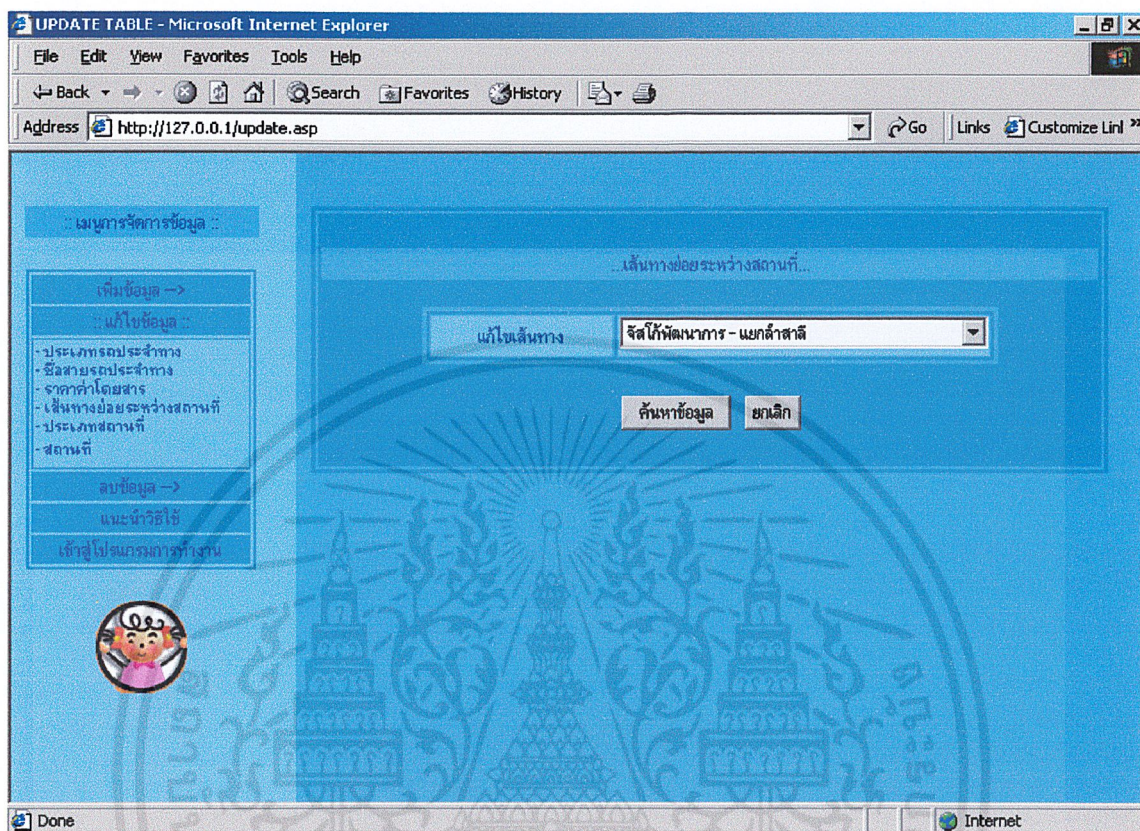 UPDATE TABLE - Microsoft Internet Explorer
File Edit View Favorites Tools Help
Back Search Favorites History
Address http://127.0.0.1/update.asp Go Links Customize Linl »
:: เมนูการจัดการข้อมูล ::
เพิ่มข้อมูล -->
:: แก้ไขข้อมูล ::
- ประเภทรถประจำทาง
- ชื่อสายรถประจำทาง
- ราคาค่าโดยสาร
- เส้นทางย่อยระหว่างสถานที่
- ประเภทสถานที่
- สถานที่
ลบข้อมูล -->
แนะนำวิธีใช้
เข้าสู่โปรแกรมการทำงาน
...เส้นทางย่อยระหว่างสถานที่...
แก้ไขเส้นทาง จัสโก้พัฒนาการ - แยกลำสาลี
ค้นหาข้อมูล ยกเลิก
Done Internet